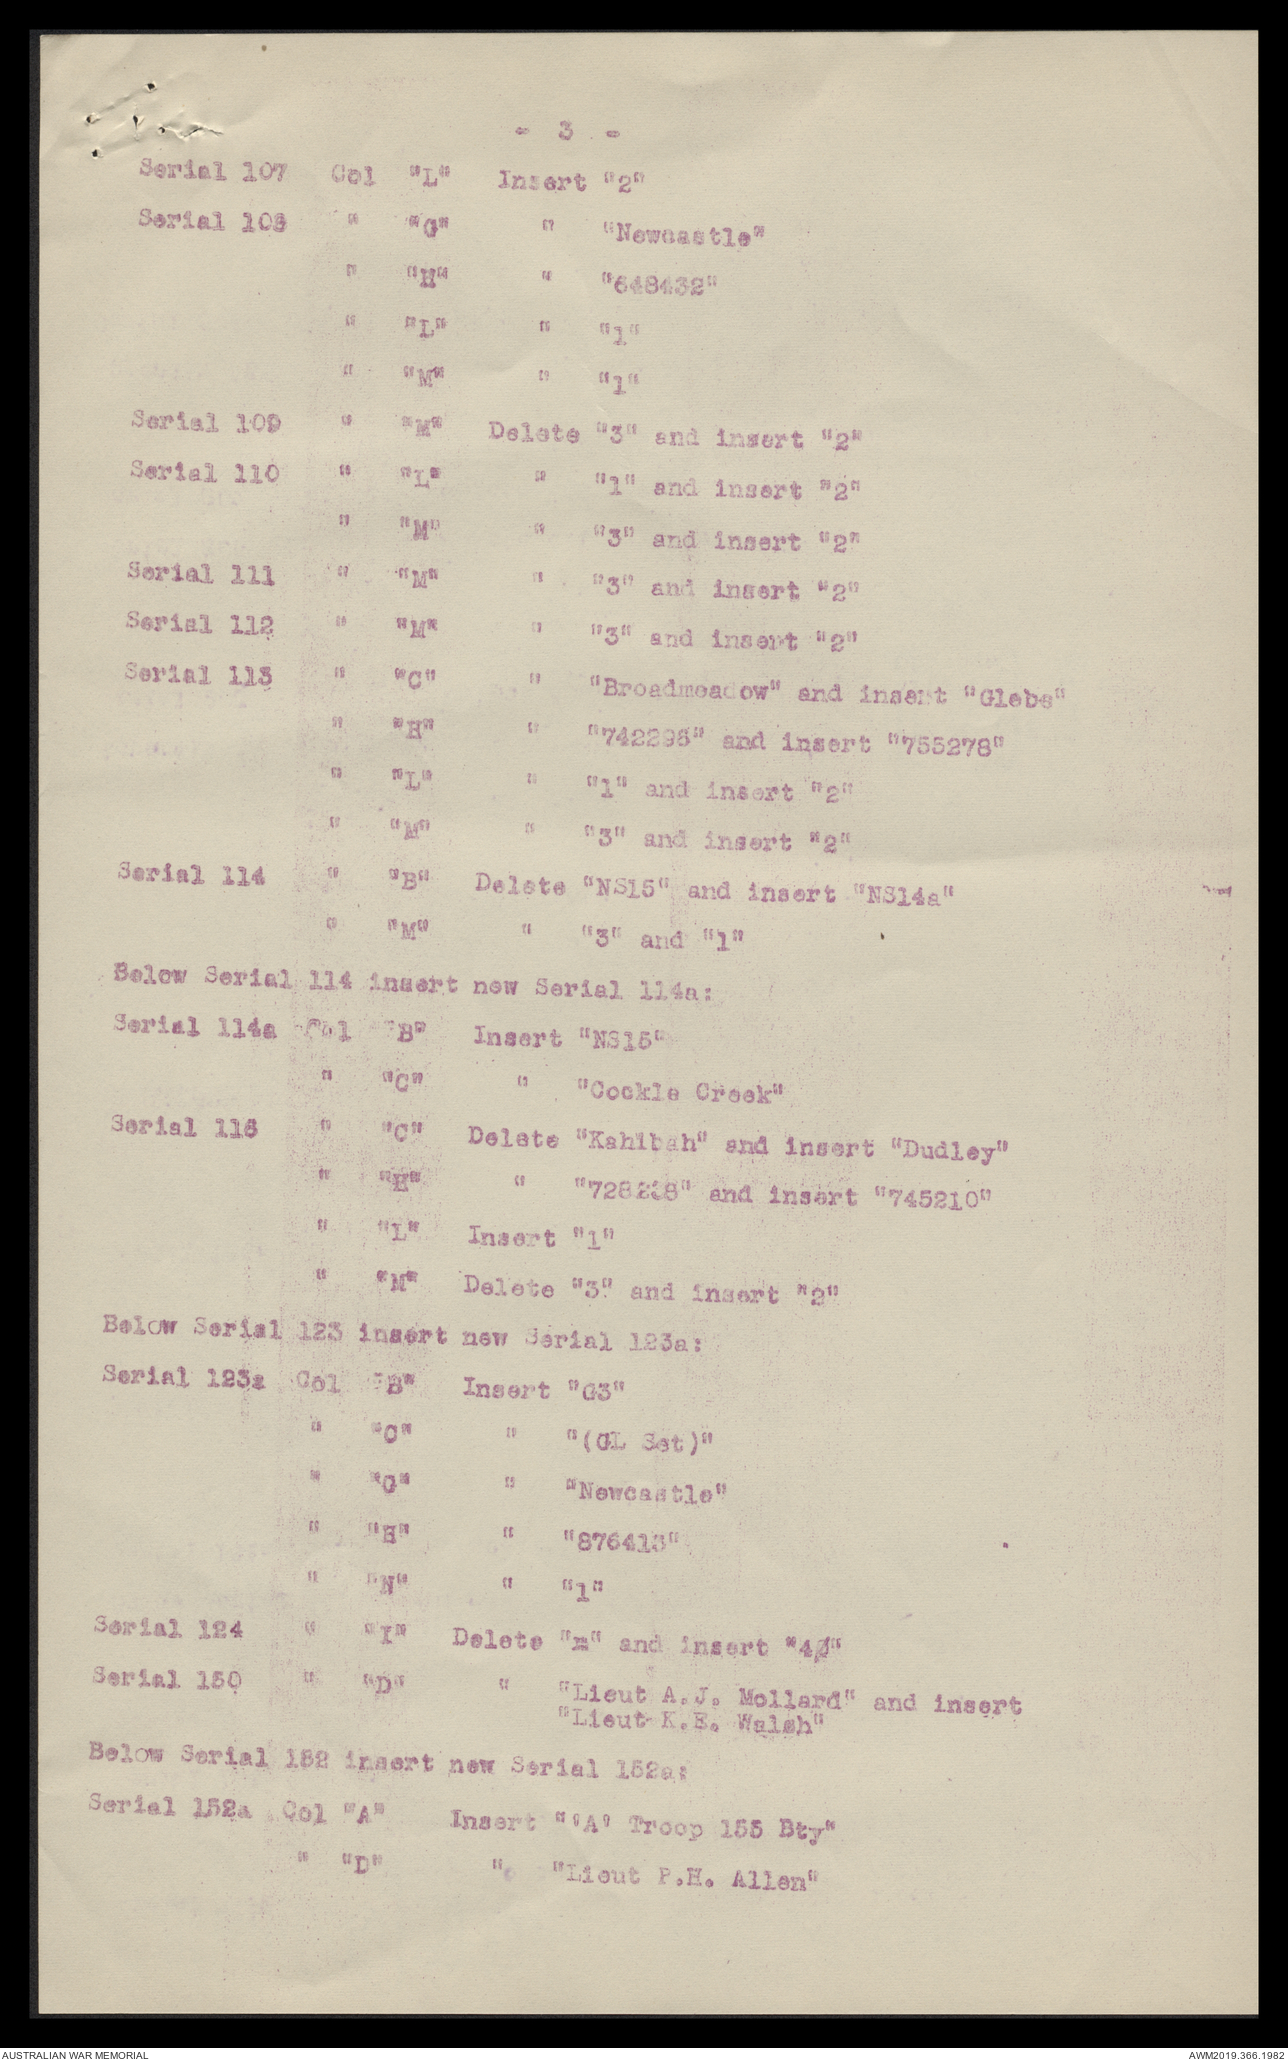 - 3 -
Serial 107 Col "L" Insert "2"
Serial 108 " "G" " "Newcastle"
" "H" " "648432"
" "L" " "1"
" "M" " "1"
Serial 109 " "M" Delete "3" and insert "2"
Serial 110 " "L" " "1" and insert "2"
" "M" " "3" and insert "2"
Serial 111 " "M" " "3" and insert "2"
Serial 112 " "M" " "3" and insert "2"
Serial 113 " "C" " "Broadmeadow" and insert "Glebe"
" "H" " "742295" and insert "755278"
" "L" " "1" and insert "2"
" "M" " "3" and insert "2"
Serial 114 " "B" Delete "NS15" and insert "NS14a"
" "M" " "3" and "1"
Below Serial 114 insert new Serial 114a:
Serial 114a Col "B" Insert "NS15"
" "C" " "Cockle Creek"
Serial 116 " "C" Delete "Kahibah" and insert "Dudley"
" "H" " "728238" and insert "745210"
" "L" Insert "1"
" "M" Delete "3" and insert "2"
Below Serial 123 insert new Serial 123a:
Serial 123a Col "B" Insert "G3"
" "C" " "(GL Set)"
" "G" " "Newcastle"
" "H" " "876413"
" "N" " "1"
Serial 124 " "I" Delete "m" and insert "4Ø"
Serial 150 " "D" " "Lieut A.J. Mollard" and insert
"Lieut K.E. Walsh"
Below Serial 152 insert new Serial 152a:
Serial 152a Col "A" Insert "'A' Troop 155 Bty"
" "D" " "Lieut P.H. Allen"
AUSTRALIAN WAR MEMORIAL
AWM2019.366.1982